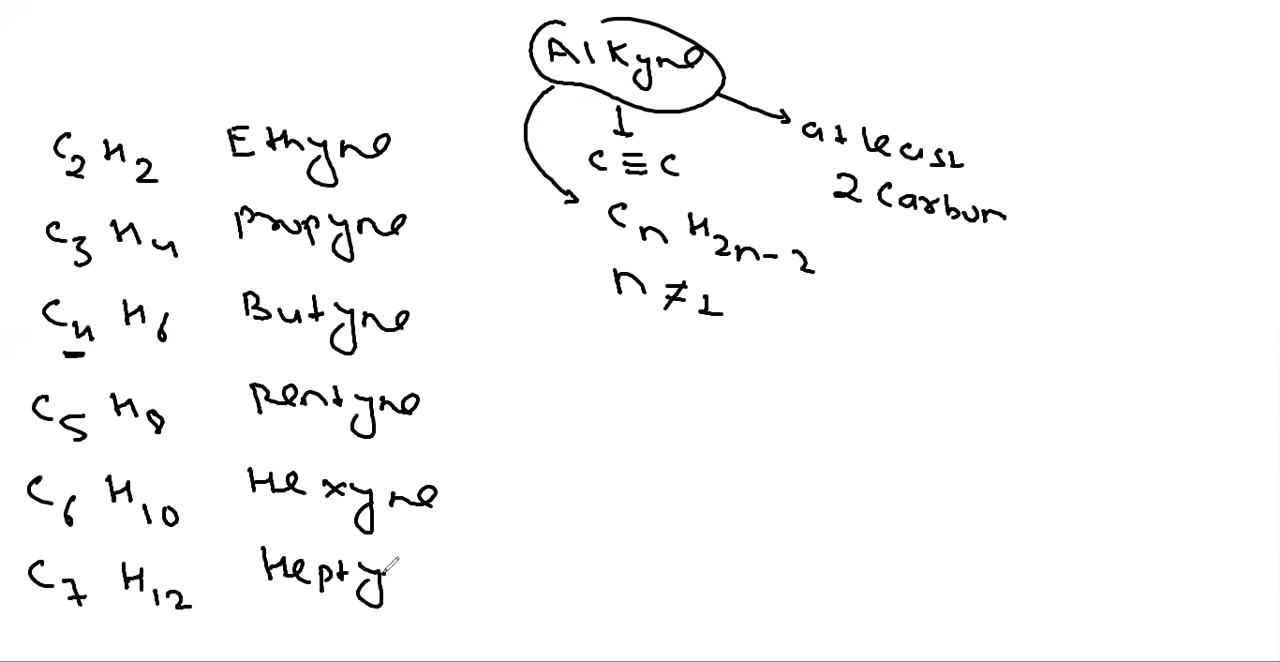 Alkyne
at least
2 Carbon
C≡C
CnH2n-2
n≠1
C2H2 Ethyne
C3H4 Propyne
C4H6 Butyne
C5H8 Pentyne
C6H10 Hexyne
C7H12 Hepty